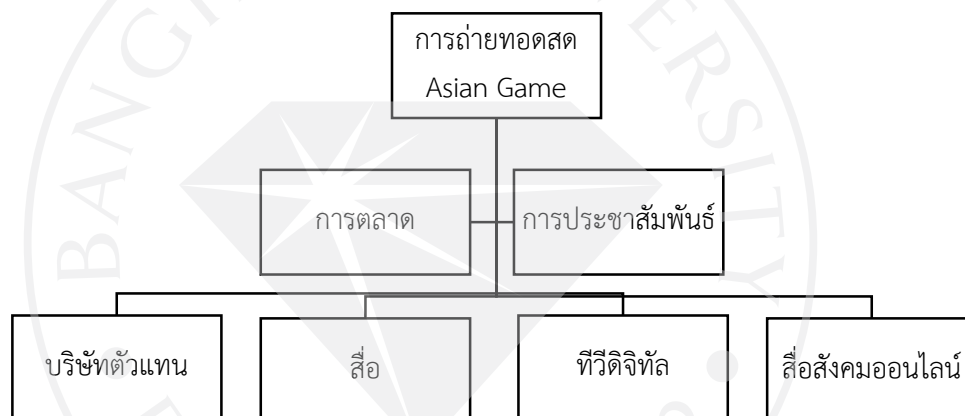 การถ่ายทอดสด
Asian Game
การตลาด
การประชาสัมพันธ์
บริษัทตัวแทน
สื่อ
ทีวีดิจิทัล
สื่อสังคมออนไลน์